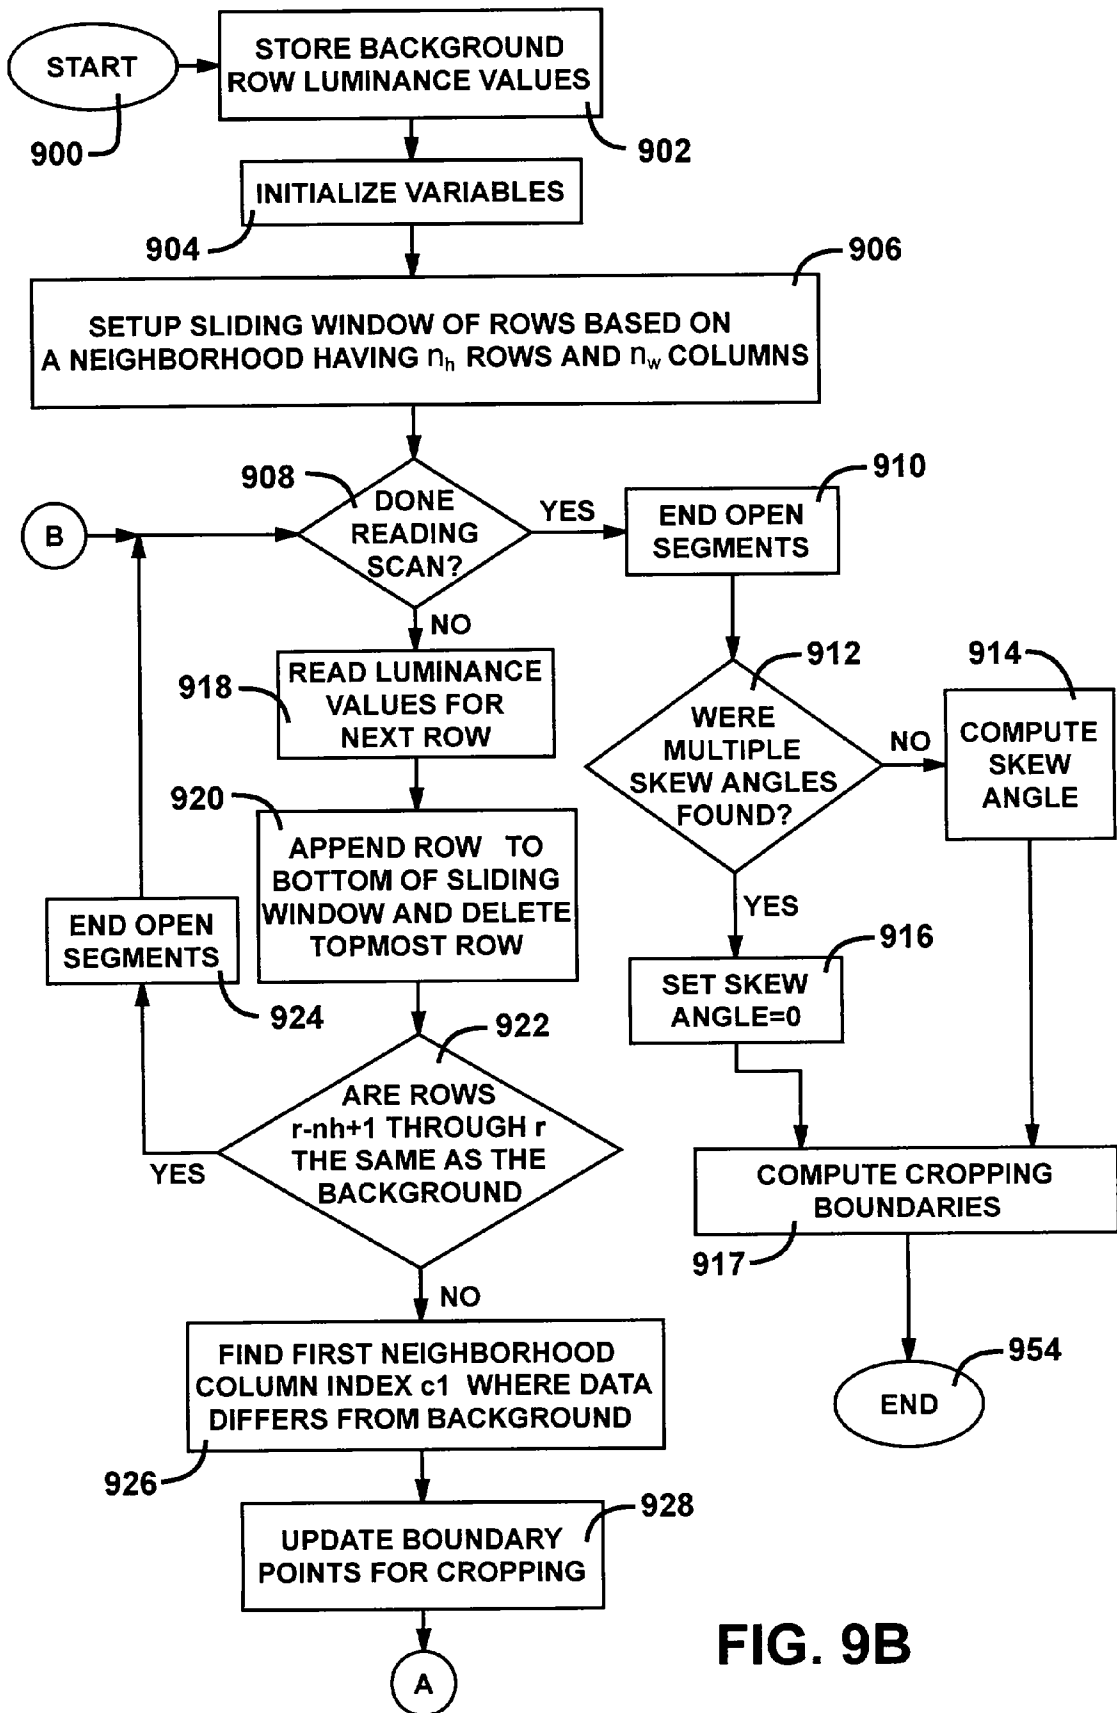 START
900
STORE BACKGROUND
ROW LUMINANCE VALUES
902
INITIALIZE VARIABLES
904
906
SETUP SLIDING WINDOW OF ROWS BASED ON
A NEIGHBORHOOD HAVING nh ROWS AND nw COLUMNS
908
DONE
READING
SCAN?
YES
NO
B
910
END OPEN
SEGMENTS
912
WERE
MULTIPLE
SKEW ANGLES
FOUND?
NO
YES
914
COMPUTE
SKEW
ANGLE
916
SET SKEW
ANGLE=0
COMPUTE CROPPING
BOUNDARIES
917
954
END
918
READ LUMINANCE
VALUES FOR
NEXT ROW
920
APPEND ROW TO
BOTTOM OF SLIDING
WINDOW AND DELETE
TOPMOST ROW
922
ARE ROWS
r-nh+1 THROUGH r
THE SAME AS THE
BACKGROUND
YES
NO
END OPEN
SEGMENTS
924
FIND FIRST NEIGHBORHOOD
COLUMN INDEX c1 WHERE DATA
DIFFERS FROM BACKGROUND
926
928
UPDATE BOUNDARY
POINTS FOR CROPPING
A
FIG. 9B